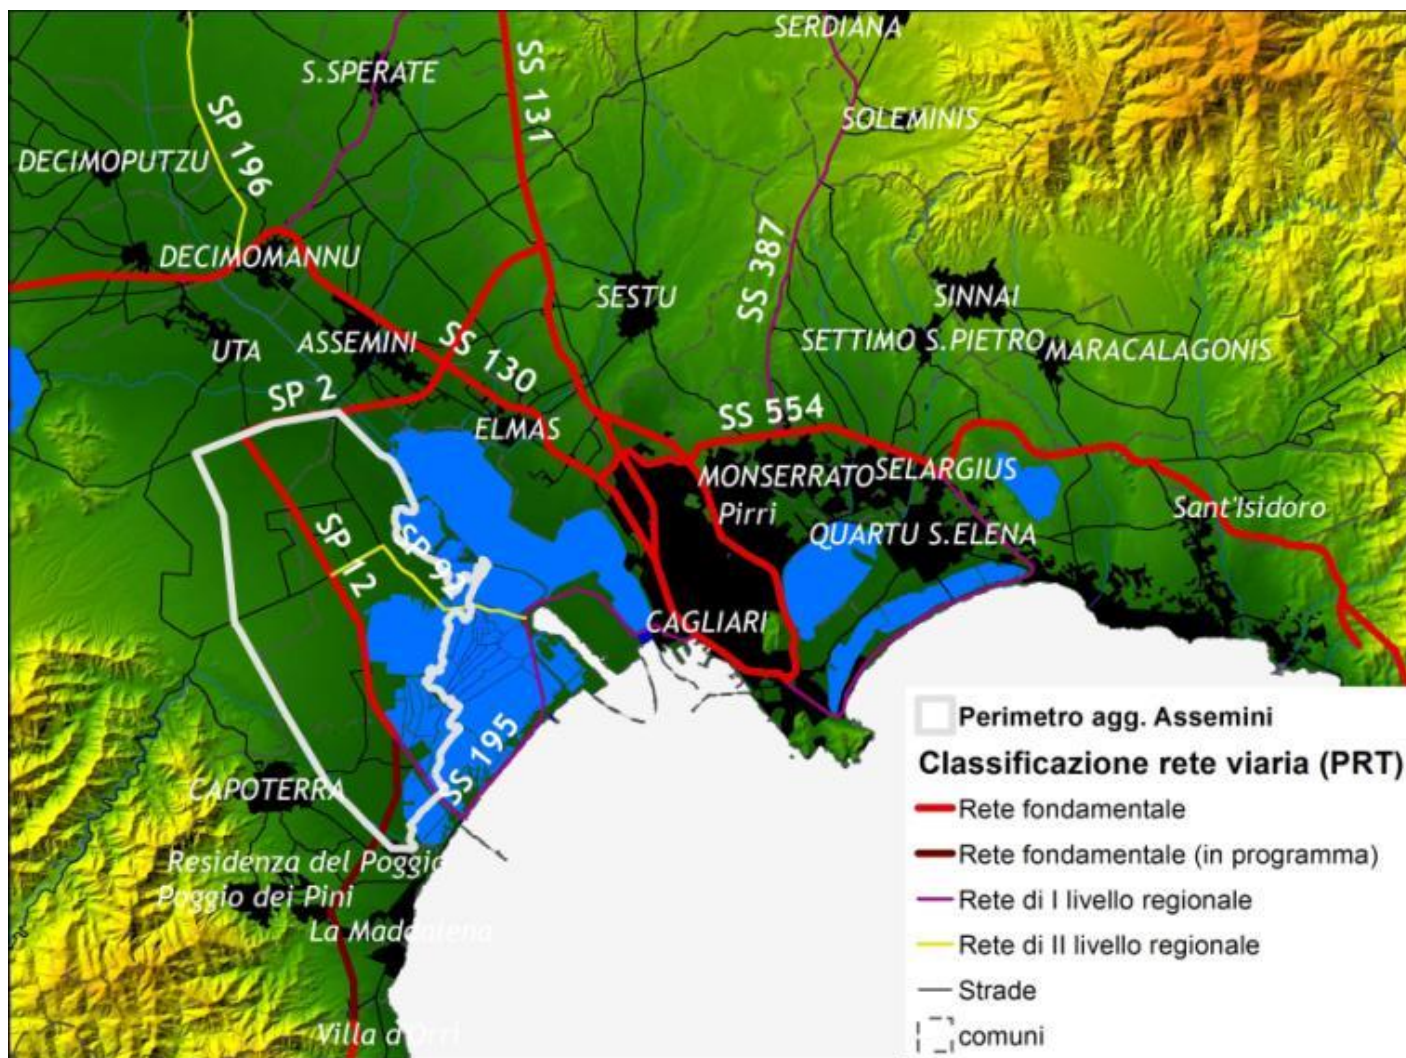 SERDIANA
S.SPERATE
SS 131
SP 196
SOLEMINIS
DECIMOPUTZU
DECIMOMANNU
SS 387
SESTU
SINNAI
UTA
ASSEMINI
SS 130
SETTIMO S.PIETRO
MARACALAGONIS
SP 2
ELMAS
SS 554
MONSERRATO
SELARGIUS
Pirri
Sant'Isidoro
SP 12
SP 92
QUARTU S.ELENA
CAGLIARI
SS 195
CAPOTERRA
Residenza del Poggio
Poggio dei Pini
La Maddalena
Villa d'Orri
Perimetro agg. Assemini
Classificazione rete viaria (PRT)
Rete fondamentale
Rete fondamentale (in programma)
Rete di I livello regionale
Rete di II livello regionale
Strade
comuni